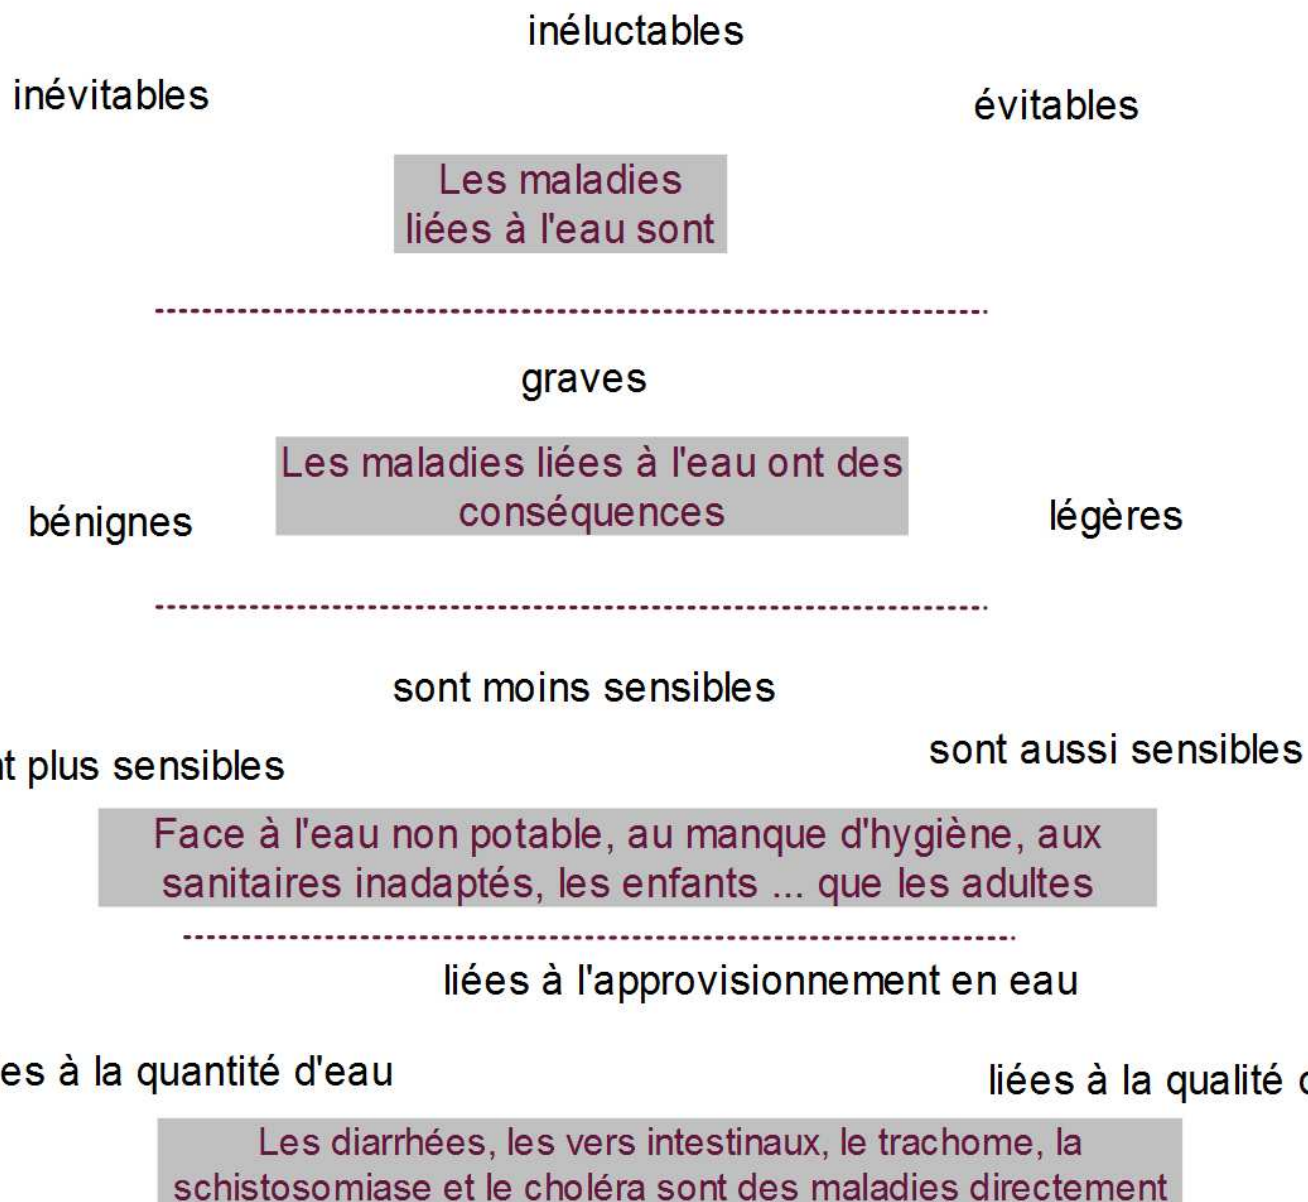 inéluctables
inévitables
évitables
Les maladies
liées à l'eau sont
graves
Les maladies liées à l'eau ont des
conséquences
bénignes
légères
sont moins sensibles
sont aussi sensibles
plus sensibles
Face à l'eau non potable, au manque d'hygiène, aux
sanitaires inadaptés, les enfants ... que les adultes
liées à l'approvisionnement en eau
à la quantité d'eau
liées à la qualité
Les diarrhées, les vers intestinaux, le trachome, la
schistosomiase et le choléra sont des maladies directement